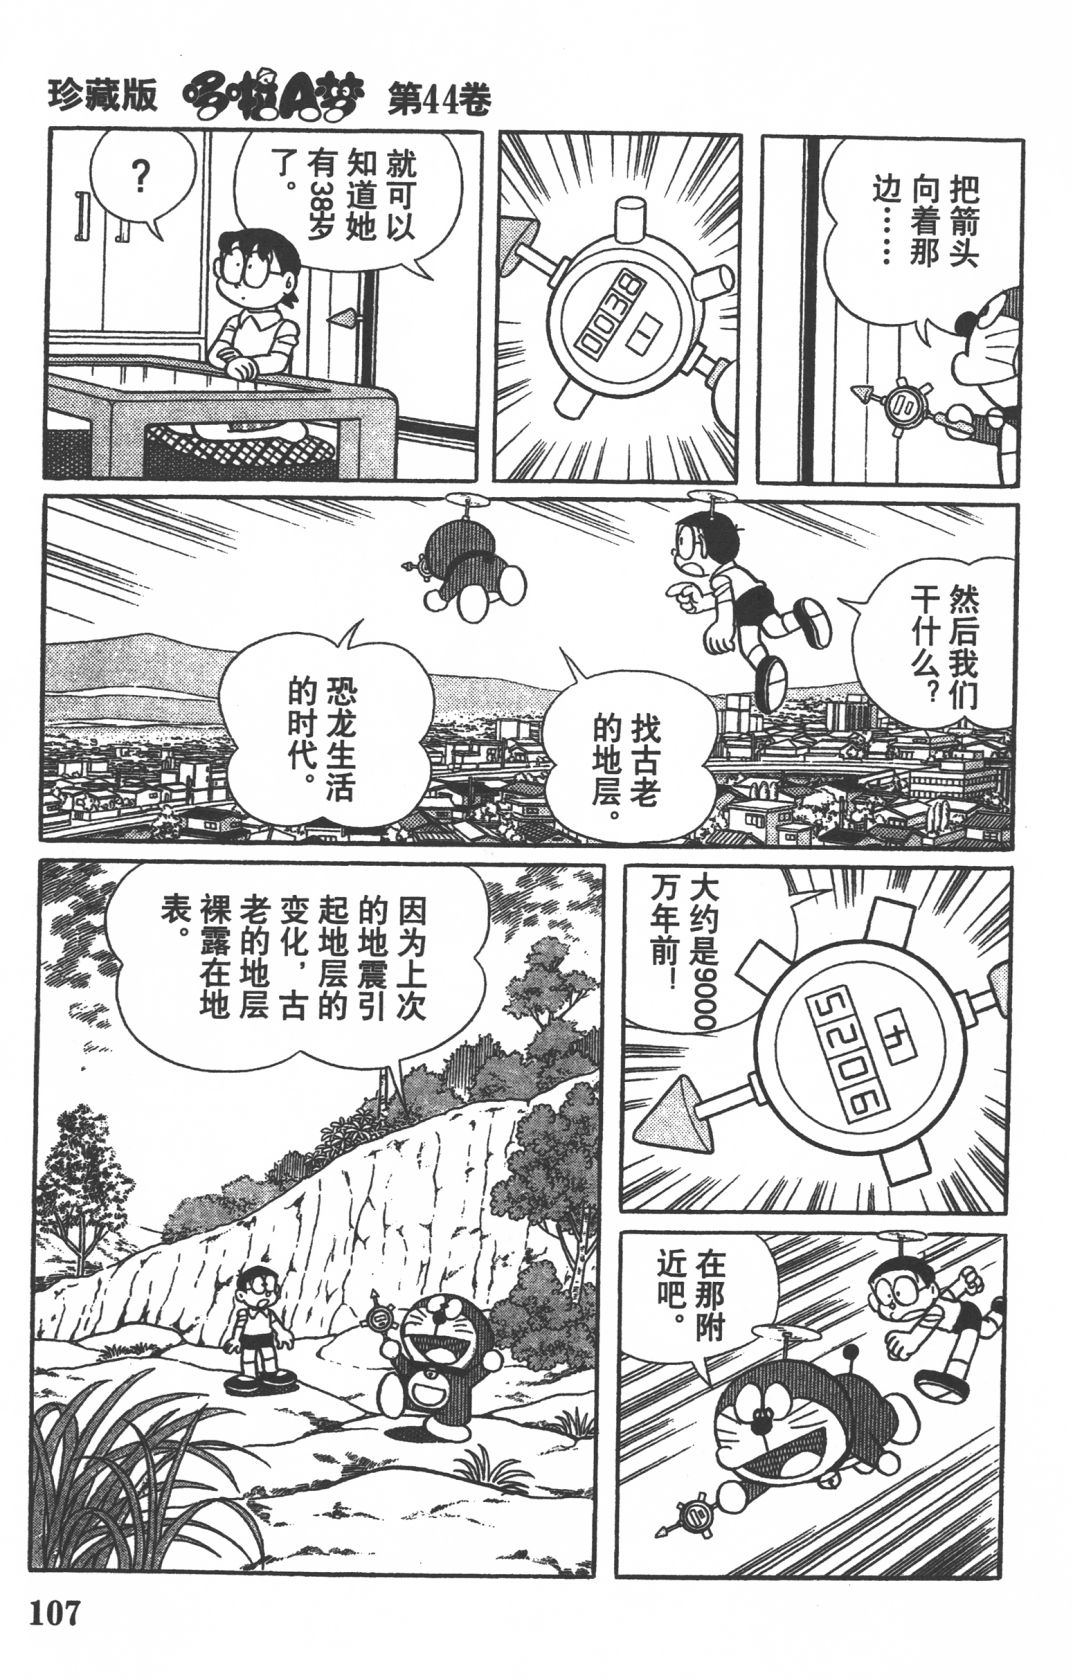 珍藏版 哆啦A梦 第44卷
把箭头
向着那
边……
0038
就可以
知道她
有38岁
了。
？
然后我们
干什么？
找古老
的地层。
恐龙生活
的时代。
大约是9000
万年前！
在那附
近吧。
因为上次
的地震引
起地层的
变化，古
老的地层
裸露在地
表。
107